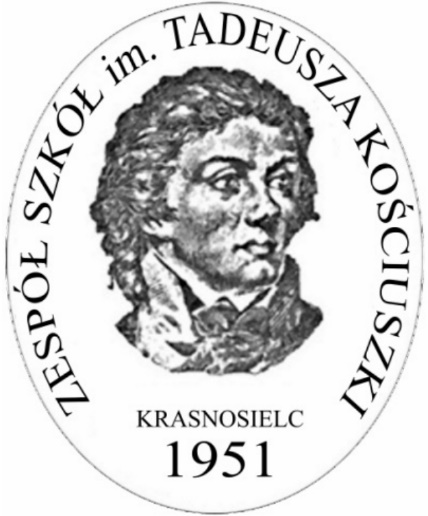 ZESPÓŁ SZKÓŁ im. TADEUSZA KOŚCIUSZKI
KRASNOSIELC
1951